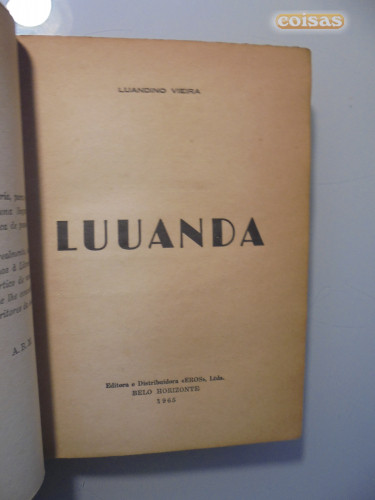 coisas
LUANDINO VIEIRA
LUUANDA
Editora e Distribuidora «EROS», Ltda.
BELO HORIZONTE
1965
A. B.